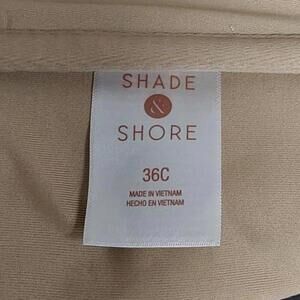 SHADE
&
SHORE
36C
MADE IN VIETNAM
HECHO EN VIETNAM